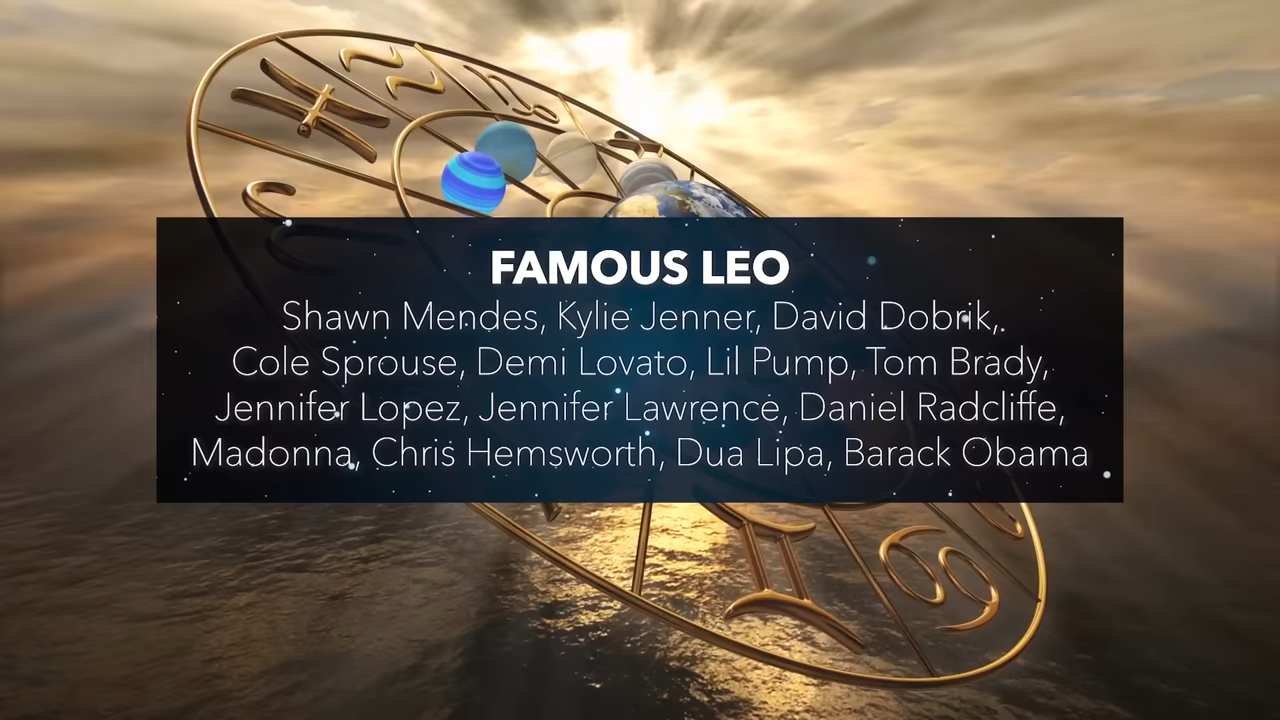 FAMOUS LEO
Shawn Mendes, Kylie Jenner, David Dobrik,
Cole Sprouse, Demi Lovato, Lil Pump, Tom Brady,
Jennifer Lopez, Jennifer Lawrence, Daniel Radcliffe,
Madonna, Chris Hemsworth, Dua Lipa, Barack Obama